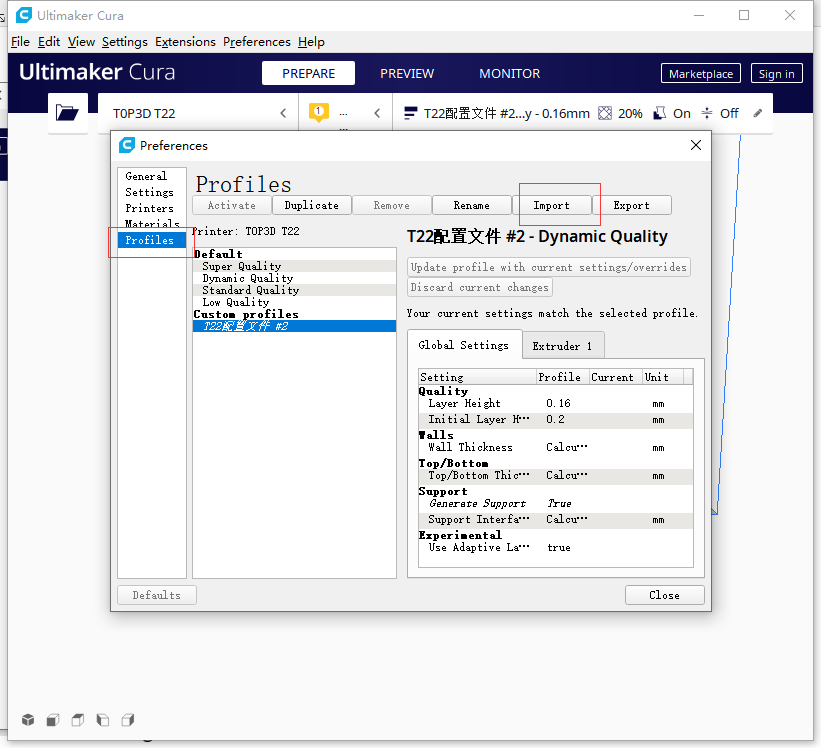 Ultimaker Cura
File Edit View Settings Extensions Preferences Help
Ultimaker Cura PREPARE PREVIEW MONITOR Marketplace Sign in
T0P3D T22 1 ... T22配置文件 #2...y - 0.16mm 20% On Off
Preferences
General
Settings
Printers
Materials
Profiles
Profiles
Activate Duplicate Remove Rename Import Export
Printer: TOP3D T22
Default
Super Quality
Dynamic Quality
Standard Quality
Low Quality
Custom profiles
T22配置文件 #2
T22配置文件 #2 - Dynamic Quality
Update profile with current settings/overrides
Discard current changes
Your current settings match the selected profile.
Global Settings Extruder 1
Setting Profile Current Unit
Quality
Layer Height 0.16 mm
Initial Layer H··· 0.2 mm
Walls
Wall Thickness Calcu··· mm
Top/Bottom
Top/Bottom Thic··· Calcu··· mm
Support
Generate Support True
Support Interfa··· Calcu··· mm
Experimental
Use Adaptive La··· true
Defaults Close